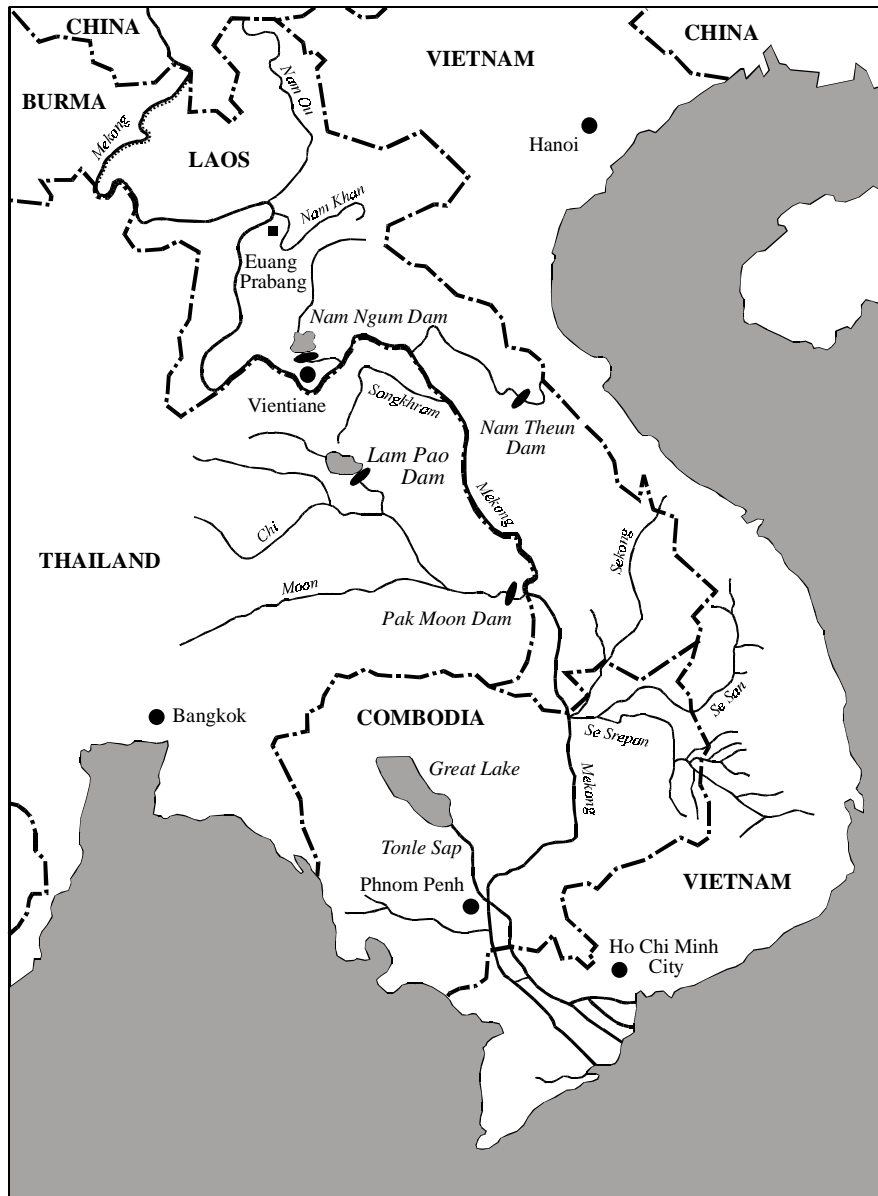 CHINA
VIETNAM
CHINA
BURMA
Nam Ou
Mekong
Hanoi
LAOS
Nam Khan
Euang
Prabang
Nam Ngum Dam
Vientiane
Songkhram
Nam Theun
Dam
Lam Pao
Dam
Mekong
Chi
Sekong
THAILAND
Moon
Pak Moon Dam
Se San
Bangkok
COMBODIA
Se Srepan
Great Lake
Mekong
Tonle Sap
Phnom Penh
VIETNAM
Ho Chi Minh
City